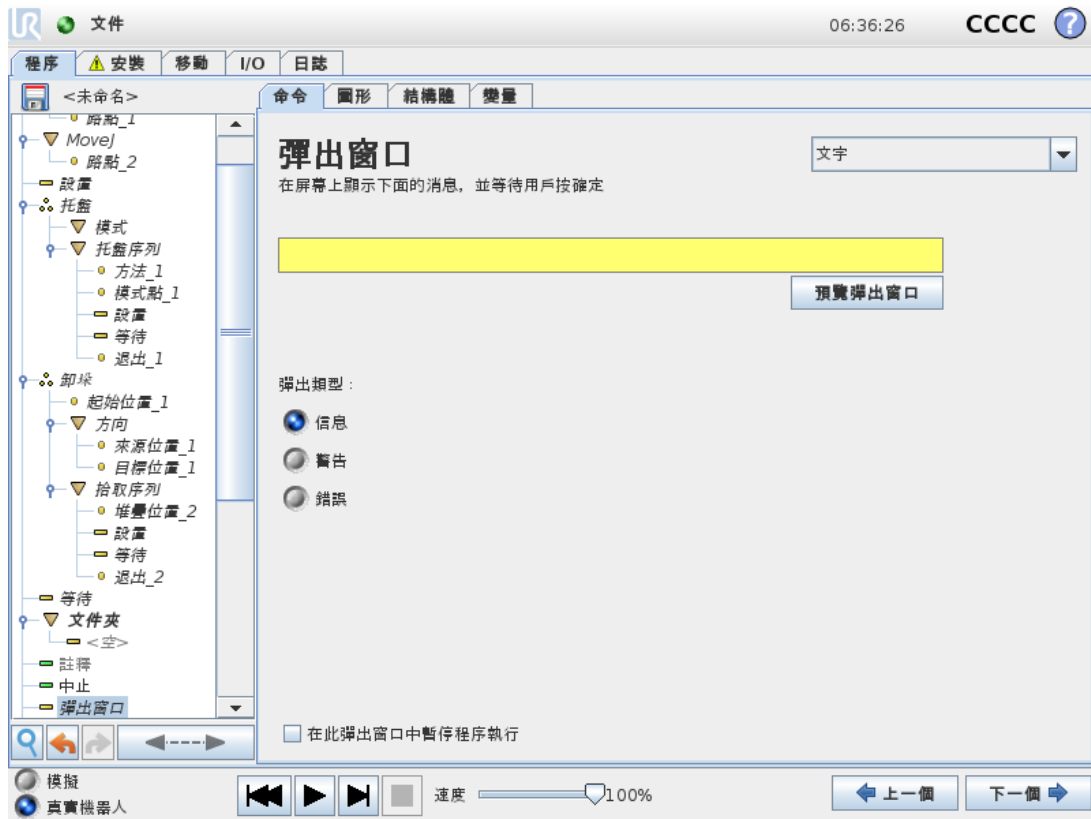 UR 文件 06:36:26 CCCC ?
程序 安裝 移動 I/O 日誌
<未命名>
路點_1
MoveJ
路點_2
設置
托盤
模式
托盤序列
方法_1
模式點_1
設置
等待
退出_1
卸垛
起始位置_1
方向
來源位置_1
目標位置_1
拾取序列
堆疊位置_2
設置
等待
退出_2
等待
文件夾
<空>
註釋
中止
彈出窗口
命令 圖形 結構體 變量
彈出窗口
文字
在屏幕上顯示下面的消息，並等待用戶按確定
預覽彈出窗口
彈出類型：
信息
警告
錯誤
在此彈出窗口中暫停程序執行
模擬
真實機器人
速度 100%
上一個 下一個